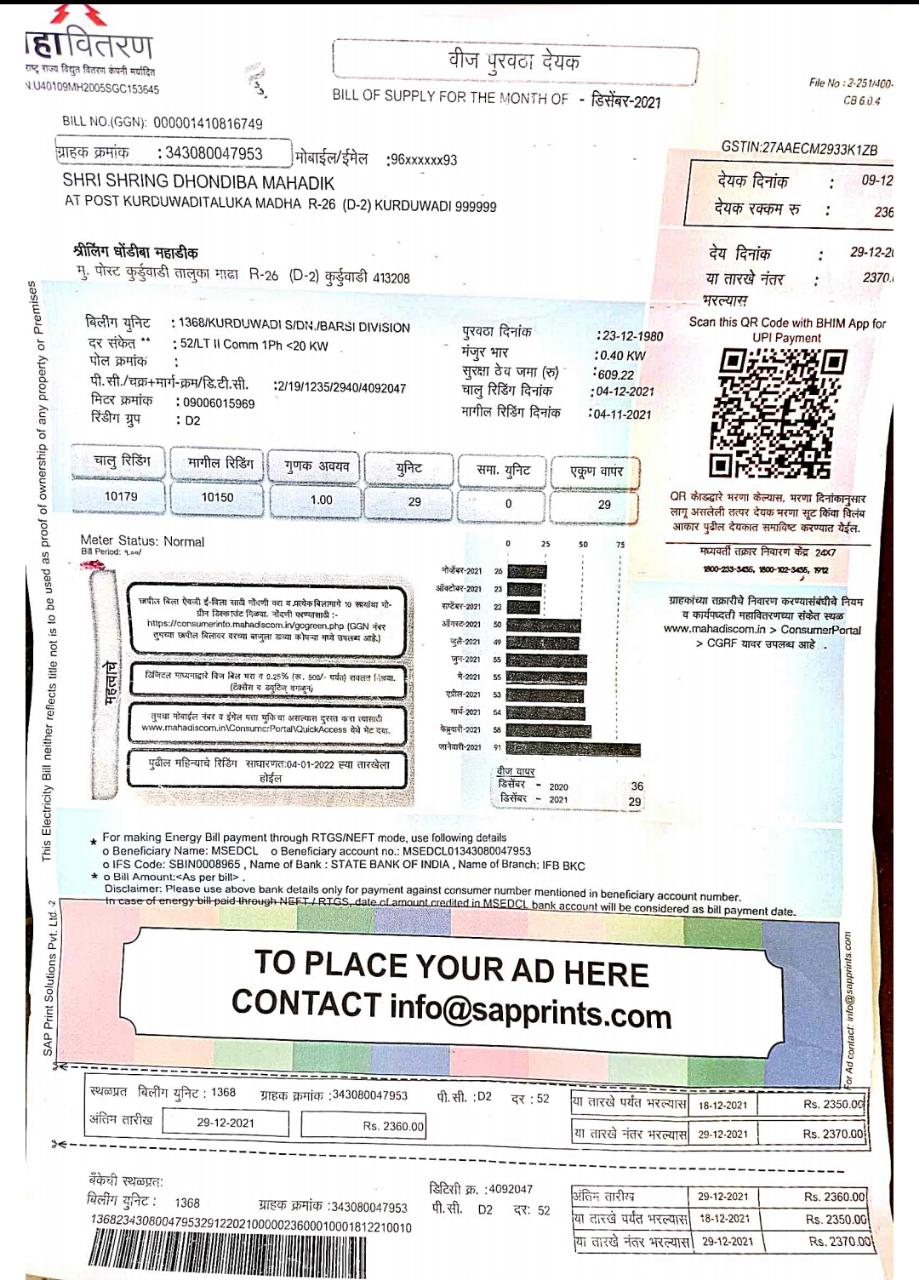 हावितरण
राष्ट्र राज्य विद्युत वितरण कंपनी मर्यादित
N:U40109MH2005SGC153645
वीज पुरवठा देयक
BILL OF SUPPLY FOR THE MONTH OF - डिसेंबर-2021
File No : 2-251/400-
CB 6.0.4
BILL NO.(GGN): 000001410816749
ग्राहक क्रमांक :343080047953 मोबाईल/ईमेल :96xxxxxx93
GSTIN:27AAECM2933K1ZB
SHRI SHRING DHONDIBA MAHADIK
AT POST KURDUWADITALUKA MADHA R-26 (D-2) KURDUWADI 999999
देयक दिनांक : 09-12
देयक रक्कम रु : 236
श्रीलिंग धोंडीबा महाडीक
मु. पोस्ट कुर्डुवाडी तालुका माढा R-26 (D-2) कुर्डुवाडी 413208
देय दिनांक : 29-12-20
या तारखे नंतर : 2370.
भरल्यास
Scan this QR Code with BHIM App for
UPI Payment
बिलींग युनिट : 1368/KURDUWADI S/DN./BARSI DIVISION
दर संकेत ** : 52/LT II Comm 1Ph <20 KW
पोल क्रमांक :
पी.सी./चक्र+मार्ग-क्रम/डि.टी.सी. :2/19/1235/2940/4092047
मिटर क्रमांक : 09006015969
रिडींग ग्रुप : D2
पुरवठा दिनांक :23-12-1980
मंजुर भार :0.40 KW
सुरक्षा ठेव जमा (रु) :609.22
चालु रिडिंग दिनांक :04-12-2021
मागील रिडिंग दिनांक :04-11-2021
चालु रिडिंग मागील रिडिंग गुणक अवयव युनिट समा. युनिट एकूण वापर
10179 10150 1.00 29 0 29
QR कोडद्वारे भरणा केल्यास, भरणा दिनांकानुसार
लागू असलेली तत्पर देयक भरणा सूट किंवा विलंब
आकार पुढील देयकात समाविष्ट करण्यात येईल.
मध्यवर्ती तक्रार निवारण केंद्र 24X7
1800-233-3435, 1800-102-3435, 1912
ग्राहकांच्या तक्रारीचे निवारण करण्यासंबंधीचे नियम
व कार्यपध्दती महावितरणच्या संकेत स्थळ
www.mahadiscom.in > ConsumerPortal
> CGRF यावर उपलब्ध आहे .
Meter Status: Normal
Bill Period: १.००/
महत्वाचे
छापील बिला ऐवजी ई-बिला साठी नोंदणी करा व प्रत्येक बिलामागे 10 रुपयांचा गो-
ग्रीन डिस्काउंट मिळवा. नोंदणी करण्यासाठी :-
https://consumerinfo.mahadiscom.in/gogreen.php (GGN नंबर
तुमच्या छापील बिलावर वरच्या बाजुला डाव्या कोपऱ्या मध्ये उपलब्ध आहे.)
डिजिटल माध्यमाद्वारे विज बिल भरा व 0.25% (रू. 500/- पर्यंत) सवलत मिळवा.
(टॅक्सेस व ड्युटिज् वगळून)
तुमचा मोबाईल नंबर व ईमेल पत्ता चुकिचा असल्यास दुरस्त करा त्यासाठी
www.mahadiscom.in\ConsumerPortal\QuickAccess येथे भेट द्या.
पुढील महिन्याचे रिडिंग साधारणत:04-01-2022 ह्या तारखेला
होईल
0 25 50 75
नोव्हेंबर-2021 26
ऑक्टोबर-2021 23
सप्टेंबर-2021 22
ऑगस्ट-2021 50
जुलै-2021 49
जुन-2021 55
मे-2021 55
एप्रील-2021 53
मार्च-2021 54
फेब्रुवारी-2021 58
जानेवारी-2021 91
वीज वापर
डिसेंबर - 2020 36
डिसेंबर - 2021 29
* For making Energy Bill payment through RTGS/NEFT mode, use following details
o Beneficiary Name: MSEDCL o Beneficiary account no.: MSEDCL01343080047953
o IFS Code: SBIN0008965 , Name of Bank : STATE BANK OF INDIA , Name of Branch: IFB BKC
* o Bill Amount:<As per bill> .
Disclaimer: Please use above bank details only for payment against consumer number mentioned in beneficiary account number.
In case of energy bill paid through NEFT / RTGS, date of amount credited in MSEDCL bank account will be considered as bill payment date.
This Electricity Bill neither reflects title not is to be used as proof of ownership of any property or Premises
SAP Print Solutions Pvt. Ltd -2
TO PLACE YOUR AD HERE
CONTACT info@sapprints.com
For Ad contact: info@sapprints.com
स्थळप्रत बिलींग युनिट : 1368 ग्राहक क्रमांक :343080047953 पी.सी. :D2 दर : 52
अंतिम तारीख 29-12-2021 Rs. 2360.00
या तारखे पर्यंत भरल्यास 18-12-2021 Rs. 2350.00
या तारखे नंतर भरल्यास 29-12-2021 Rs. 2370.00
बँकेची स्थळप्रत:
बिलींग युनिट : 1368 ग्राहक क्रमांक :343080047953
डिटिसी क्र. :4092047
पी.सी. D2 दर: 52
13682343080047953291220210000023600010001812210010
अंतिम तारीख 29-12-2021 Rs. 2360.00
या तारखे पर्यंत भरल्यास 18-12-2021 Rs. 2350.00
या तारखे नंतर भरल्यास 29-12-2021 Rs. 2370.00